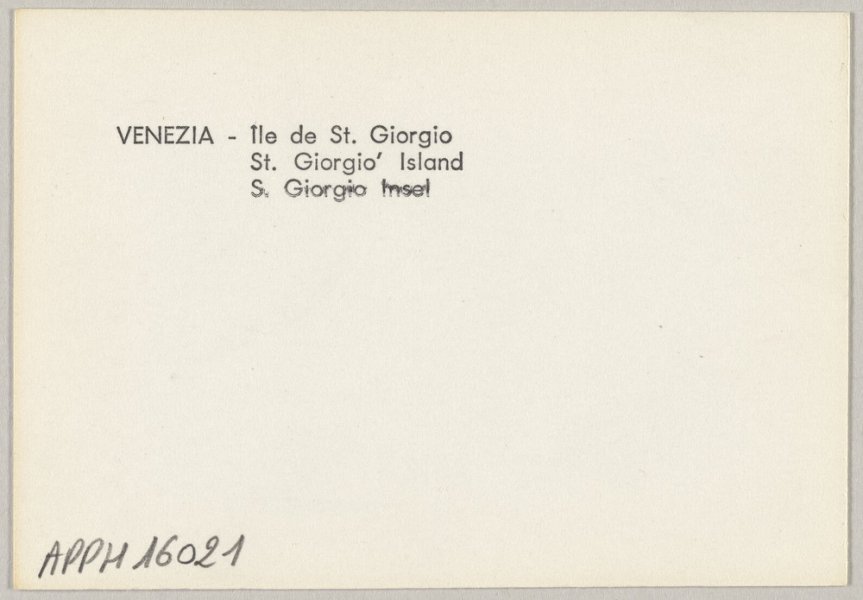 VENEZIA - Île de St. Giorgio
St. Giorgio' Island
S. Giorgio Insel
APPH 16021